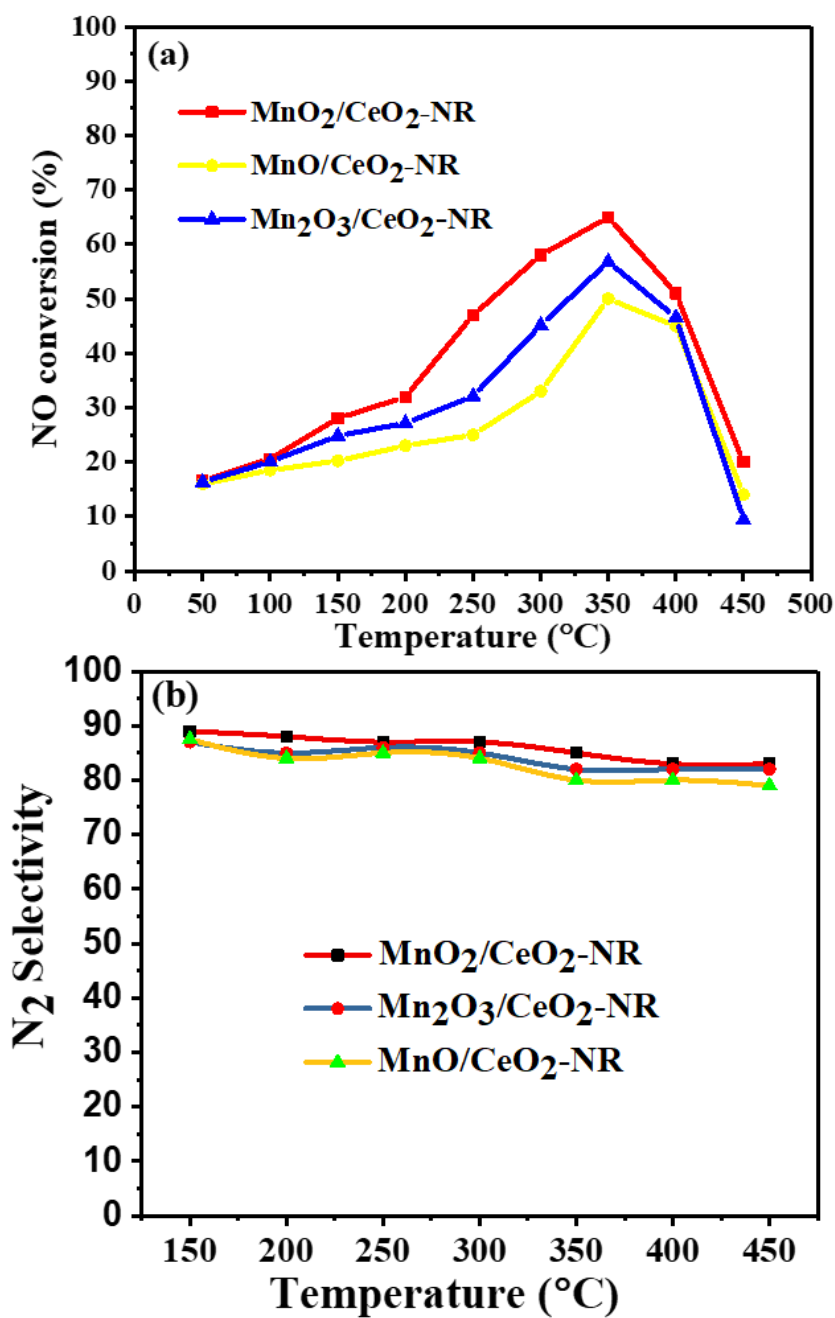 (a)
MnO₂/CeO₂-NR
MnO/CeO₂-NR
Mn₂O₃/CeO₂-NR
NO conversion (%)
100
90
80
70
60
50
40
30
20
10
0
0 50 100 150 200 250 300 350 400 450 500
Temperature (°C)
(b)
N₂ Selectivity
100
90
80
70
60
50
40
30
20
10
0
MnO₂/CeO₂-NR
Mn₂O₃/CeO₂-NR
MnO/CeO₂-NR
150 200 250 300 350 400 450
Temperature (°C)